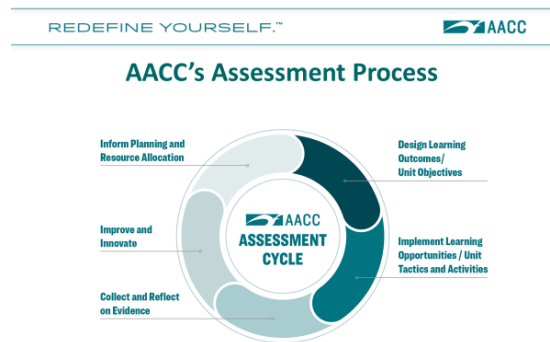 REDEFINE YOURSELF.™
AACC
AACC's Assessment Process
Inform Planning and
Resource Allocation
Design Learning
Outcomes/
Unit Objectives
AACC
ASSESSMENT
CYCLE
Improve and
Innovate
Implement Learning
Opportunities / Unit
Tactics and Activities
Collect and Reflect
on Evidence